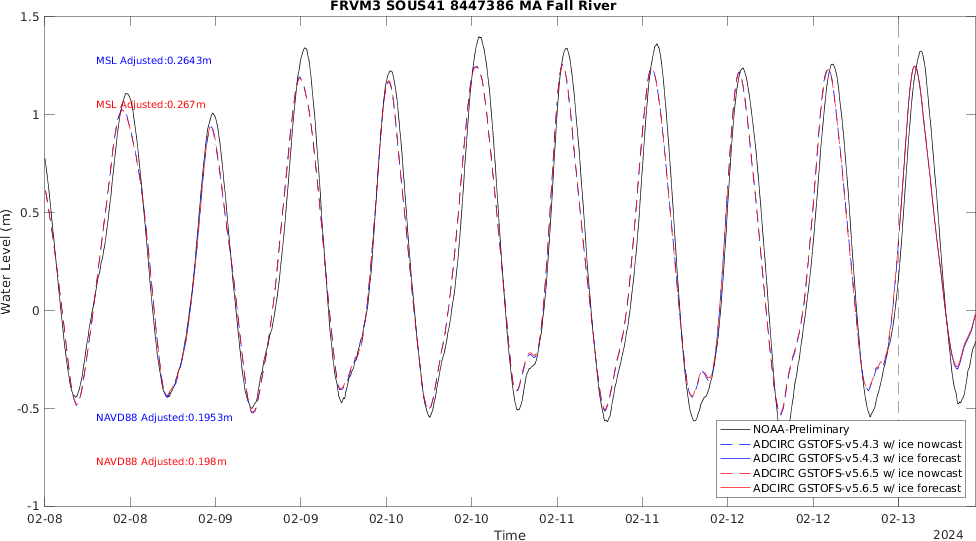 FRVM3 SOUS41 8447386 MA Fall River
1.5
1
0.5
0
-0.5
-1
Water Level (m)
MSL Adjusted:0.2643m
MSL Adjusted:0.267m
NAVD88 Adjusted:0.1953m
NAVD88 Adjusted:0.198m
NOAA-Preliminary
ADCIRC GSTOFS-v5.4.3 w/ ice nowcast
ADCIRC GSTOFS-v5.4.3 w/ ice forecast
ADCIRC GSTOFS-v5.6.5 w/ ice nowcast
ADCIRC GSTOFS-v5.6.5 w/ ice forecast
02-08 02-08 02-09 02-09 02-10 02-10 02-11 02-11 02-12 02-12 02-13
Time
2024